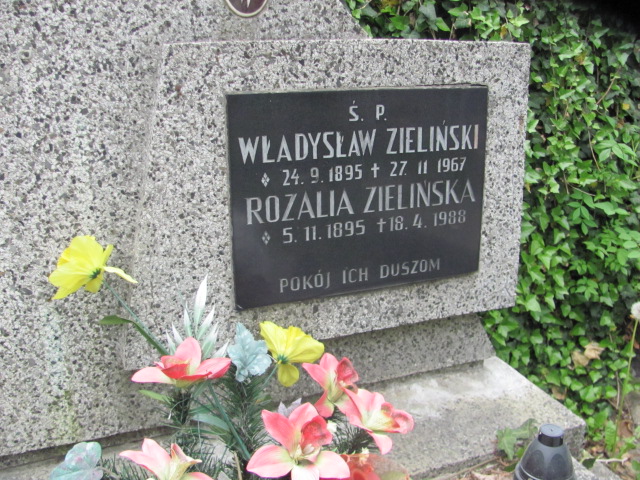 Ś. P.
WŁADYSŁAW ZIELIŃSKI
24. 9. 1895 ✝ 27. 11 1967
ROZALIA ZIELIŃSKA
5. 11. 1895 ✝ 18. 4. 1988
POKÓJ ICH DUSZOM